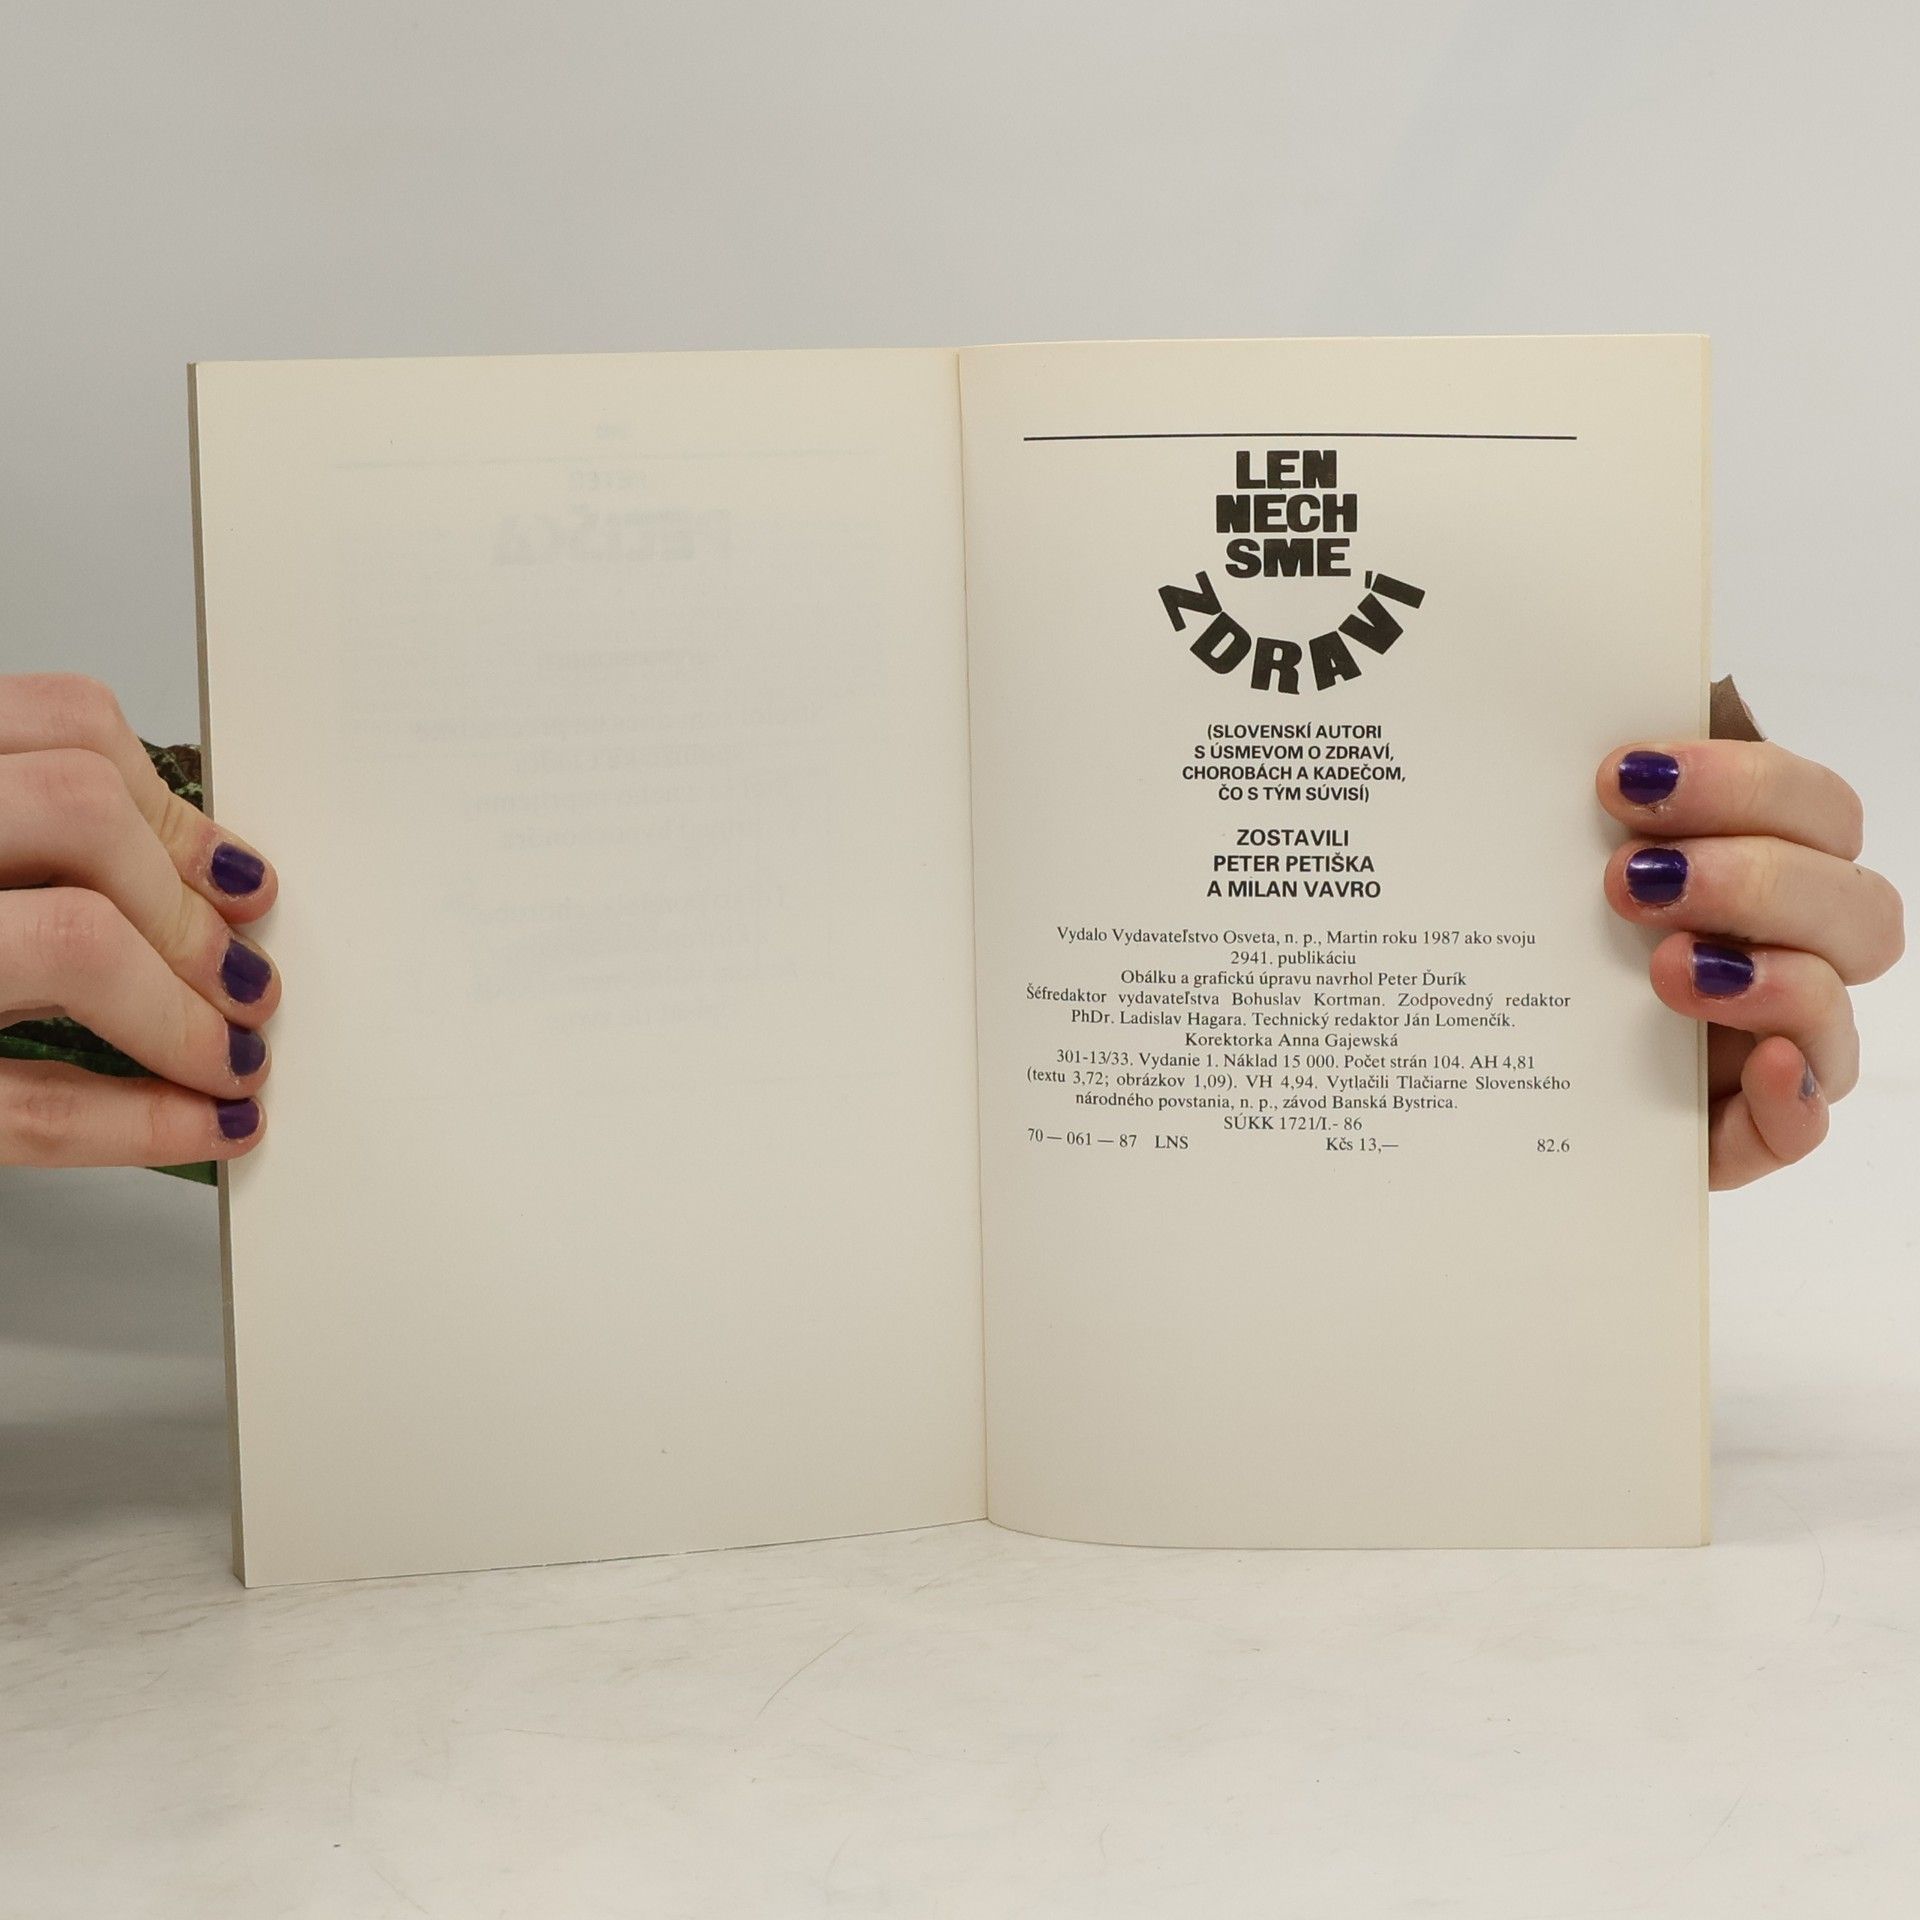 LEN
NECH
SME
ZDRAVÍ
(SLOVENSKÍ AUTORI
S ÚSMEVOM O ZDRAVÍ,
CHOROBÁCH A KADEČOM,
ČO S TÝM SÚVISÍ)
ZOSTAVILI
PETER PETIŠKA
A MILAN VAVRO
Vydalo Vydavateľstvo Osveta, n. p., Martin roku 1987 ako svoju
2941. publikáciu
Obálku a grafickú úpravu navrhol Peter Ďurík
Šéfredaktor vydavateľstva Bohuslav Kortman. Zodpovedný redaktor
PhDr. Ladislav Hagara. Technický redaktor Ján Lomenčík.
Korektorka Anna Gajewská
301-13/33. Vydanie 1. Náklad 15 000. Počet strán 104. AH 4,81
(textu 3,72; obrázkov 1,09). VH 4,94. Vytlačili Tlačiarne Slovenského
národného povstania, n. p., závod Banská Bystrica.
SÚKK 1721/I.- 86
70 — 061 — 87 LNS Kčs 13,— 82.6